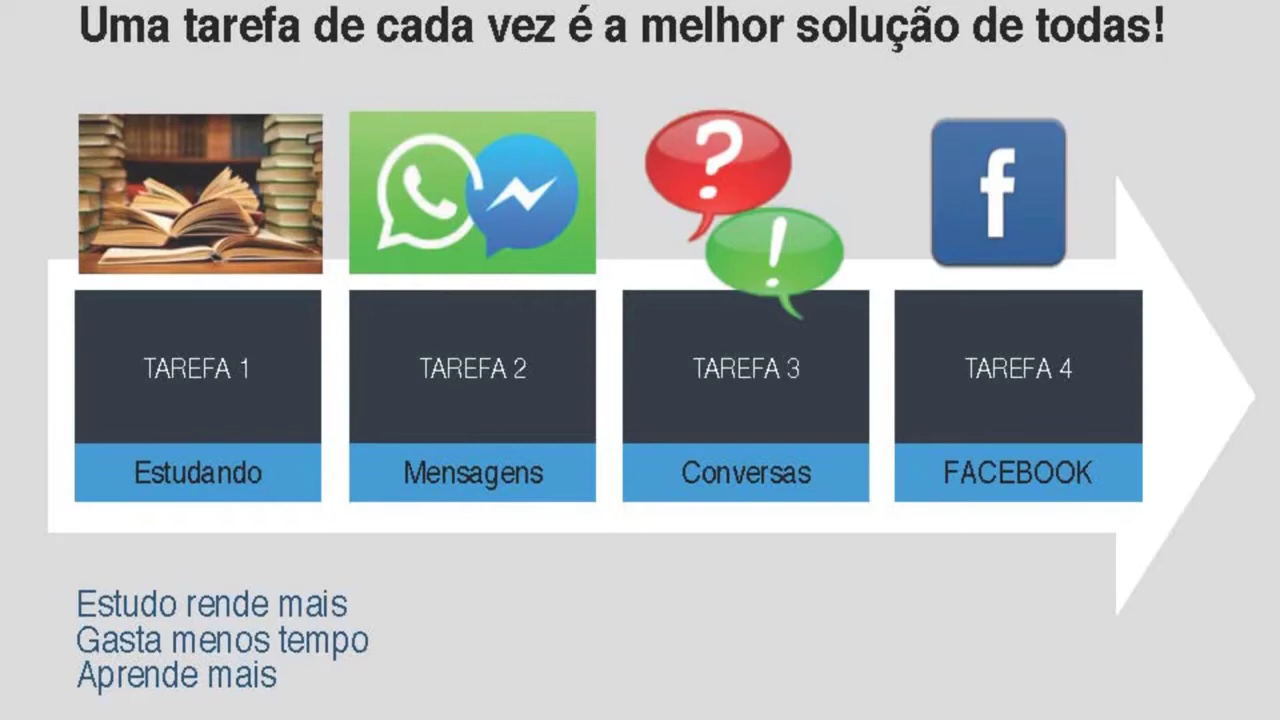 Uma tarefa de cada vez é a melhor solução de todas!
TAREFA 1
TAREFA 2
TAREFA 3
TAREFA 4
Estudando
Mensagens
Conversas
FACEBOOK
Estudo rende mais
Gasta menos tempo
Aprende mais